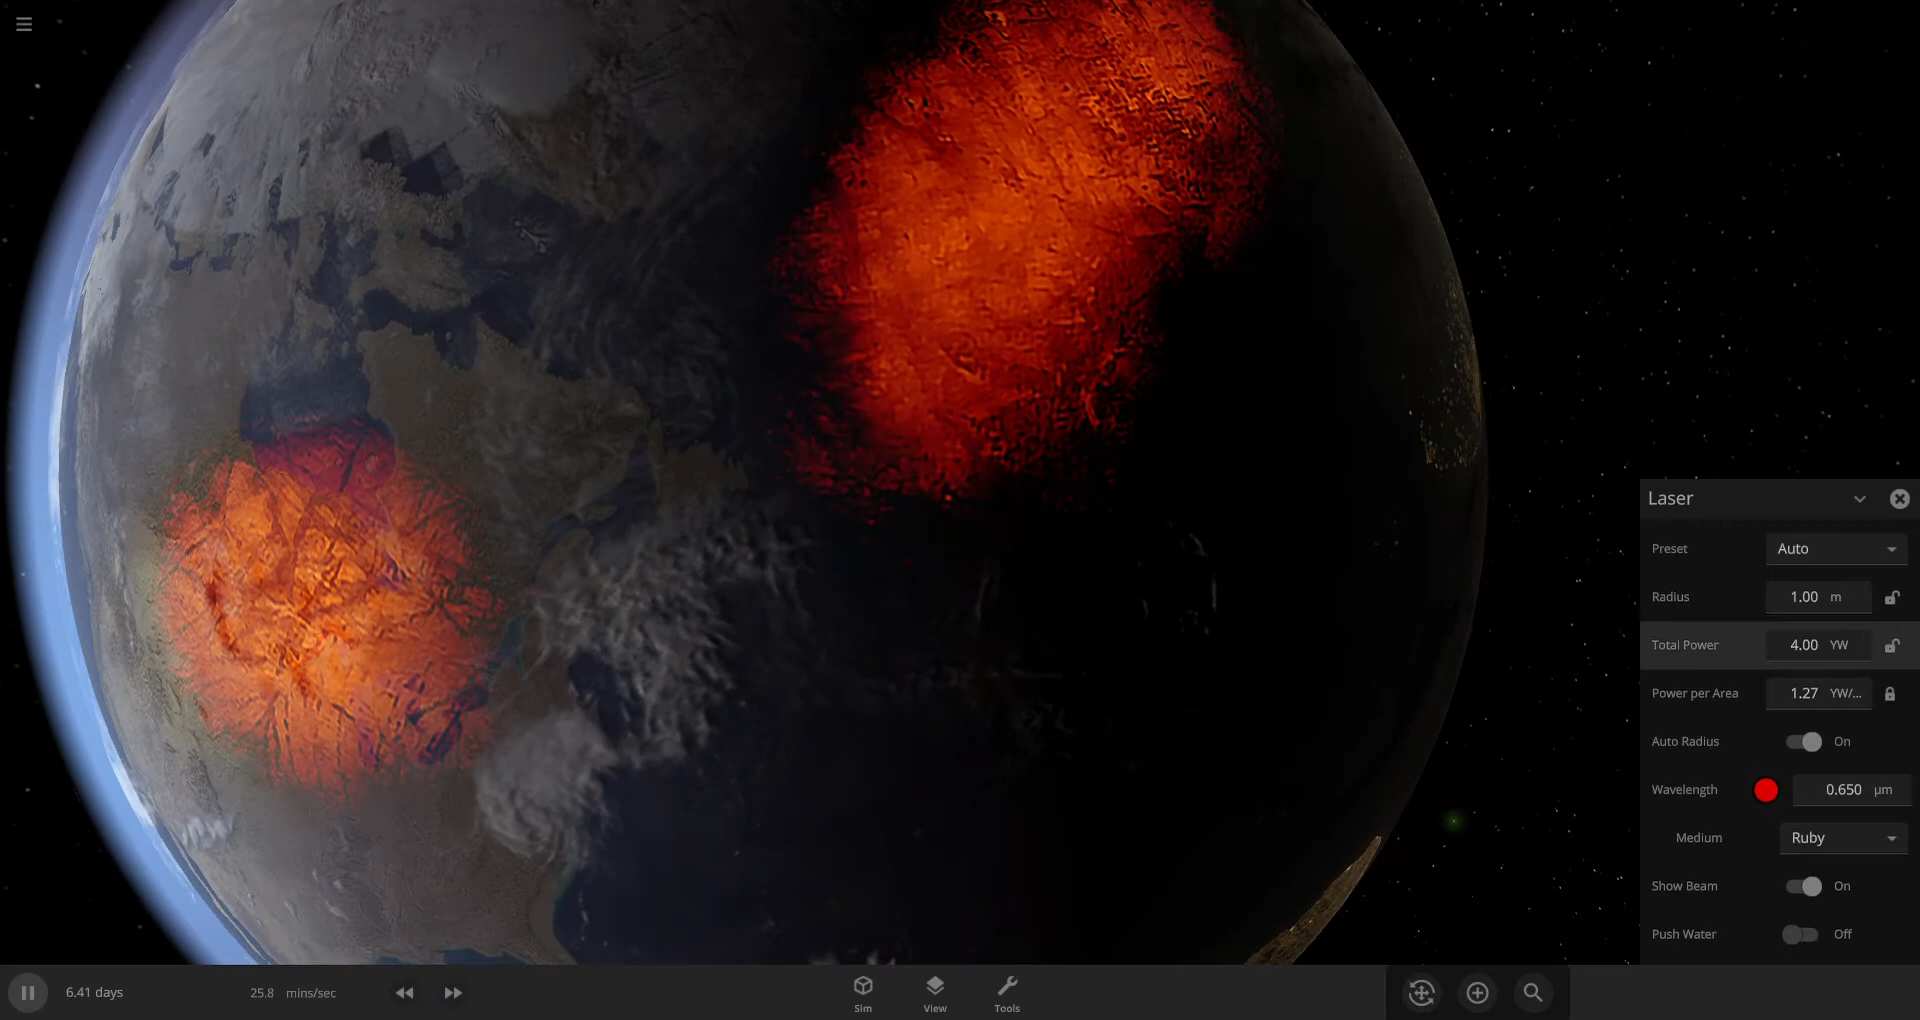 Laser
Preset Auto
Radius 1.00 m
Total Power 4.00 YW
Power per Area 1.27 YW/...
Auto Radius On
Wavelength 0.650 µm
Medium Ruby
Show Beam On
Push Water Off
6.41 days 25.8 mins/sec
Sim View Tools